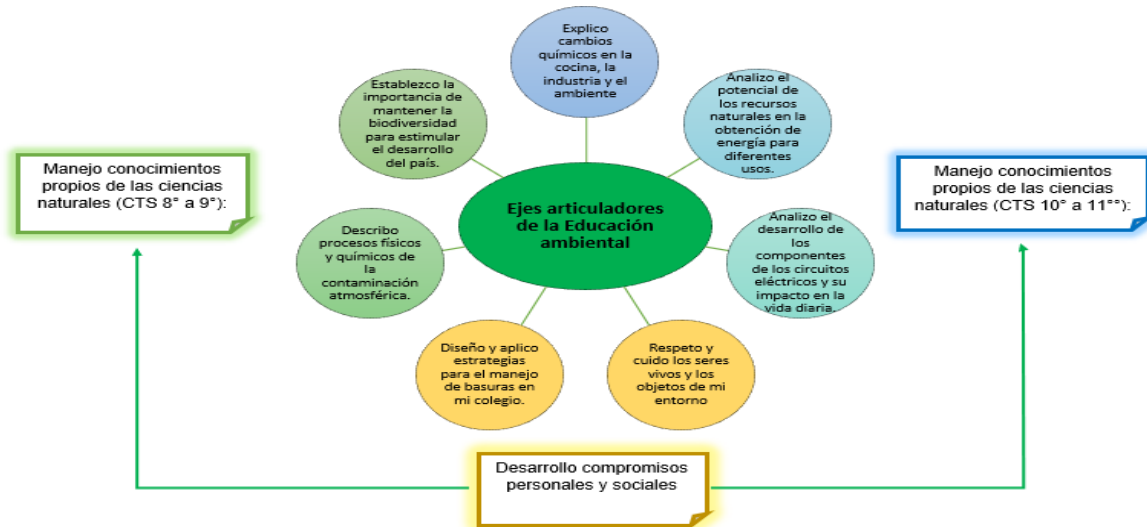 Explico
cambios
químicos en la
cocina, la
industria y el
ambiente
Establezco la
importancia de
mantener la
biodiversidad
para estimular
el desarrollo
del país.
Analizo el
potencial de
los recursos
naturales en la
obtención de
energía para
diferentes
usos.
Manejo conocimientos
propios de las ciencias
naturales (CTS 8° a 9°):
Ejes articuladores
de la Educación
ambiental
Manejo conocimientos
propios de las ciencias
naturales (CTS 10° a 11°°):
Describo
procesos físicos
y químicos de
la
contaminación
atmosférica.
Analizo el
desarrollo de
los
componentes
de los circuitos
eléctricos y su
impacto en la
vida diaria.
Diseño y aplico
estrategias
para el manejo
de basuras en
mi colegio.
Respeto y
cuido los seres
vivos y los
objetos de mi
entorno
Desarrollo compromisos
personales y sociales